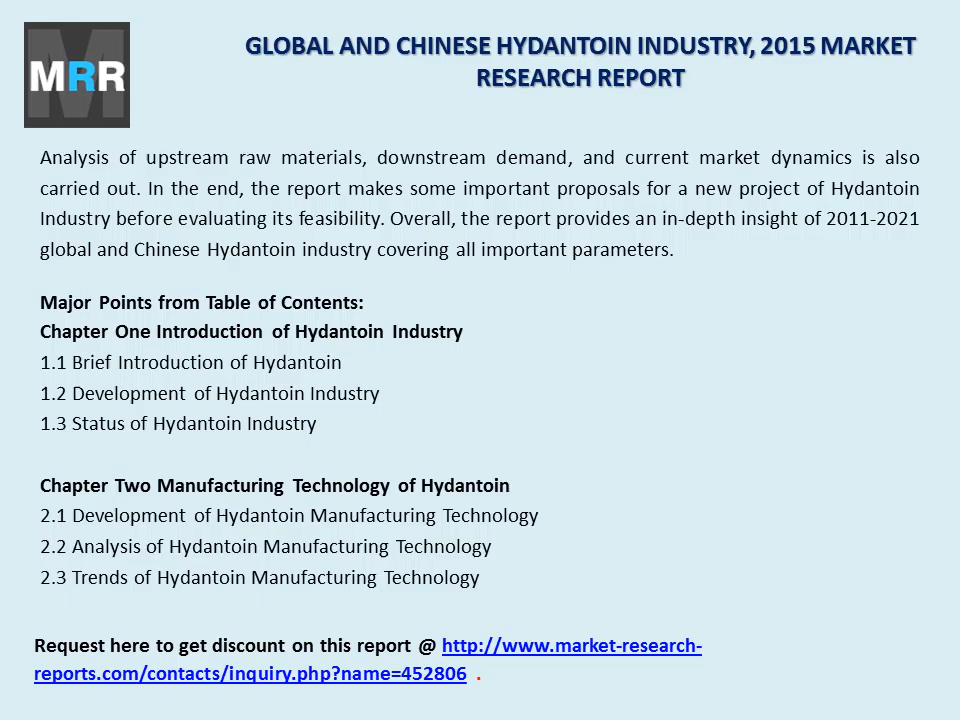 MRR
GLOBAL AND CHINESE HYDANTOIN INDUSTRY, 2015 MARKET
RESEARCH REPORT
Analysis of upstream raw materials, downstream demand, and current market dynamics is also
carried out. In the end, the report makes some important proposals for a new project of Hydantoin
Industry before evaluating its feasibility. Overall, the report provides an in-depth insight of 2011-2021
global and Chinese Hydantoin industry covering all important parameters.
Major Points from Table of Contents:
Chapter One Introduction of Hydantoin Industry
1.1 Brief Introduction of Hydantoin
1.2 Development of Hydantoin Industry
1.3 Status of Hydantoin Industry
Chapter Two Manufacturing Technology of Hydantoin
2.1 Development of Hydantoin Manufacturing Technology
2.2 Analysis of Hydantoin Manufacturing Technology
2.3 Trends of Hydantoin Manufacturing Technology
Request here to get discount on this report @ http://www.market-research-
reports.com/contacts/inquiry.php?name=452806 .